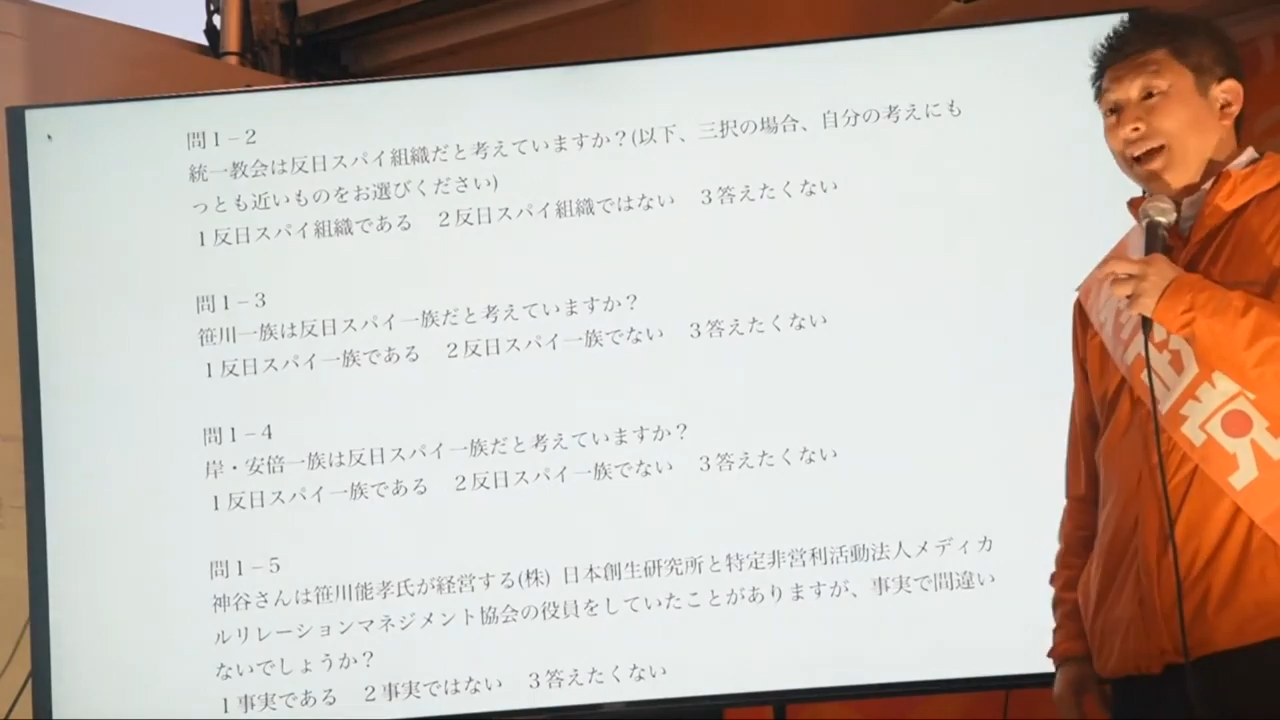 問1−2
統一教会は反日スパイ組織だと考えていますか？(以下、三択の場合、自分の考えにも
っとも近いものをお選びください)
1反日スパイ組織である　2反日スパイ組織ではない　3答えたくない
問1−3
笹川一族は反日スパイ一族だと考えていますか？
1反日スパイ一族である　2反日スパイ一族でない　3答えたくない
問1−4
岸・安倍一族は反日スパイ一族だと考えていますか？
1反日スパイ一族である　2反日スパイ一族でない　3答えたくない
問1−5
神谷さんは笹川能孝氏が経営する(株) 日本創生研究所と特定非営利活動法人メディカ
ルリレーションマネジメント協会の役員をしていたことがありますが、事実で間違い
ないでしょうか？
1事実である　2事実ではない　3答えたくない